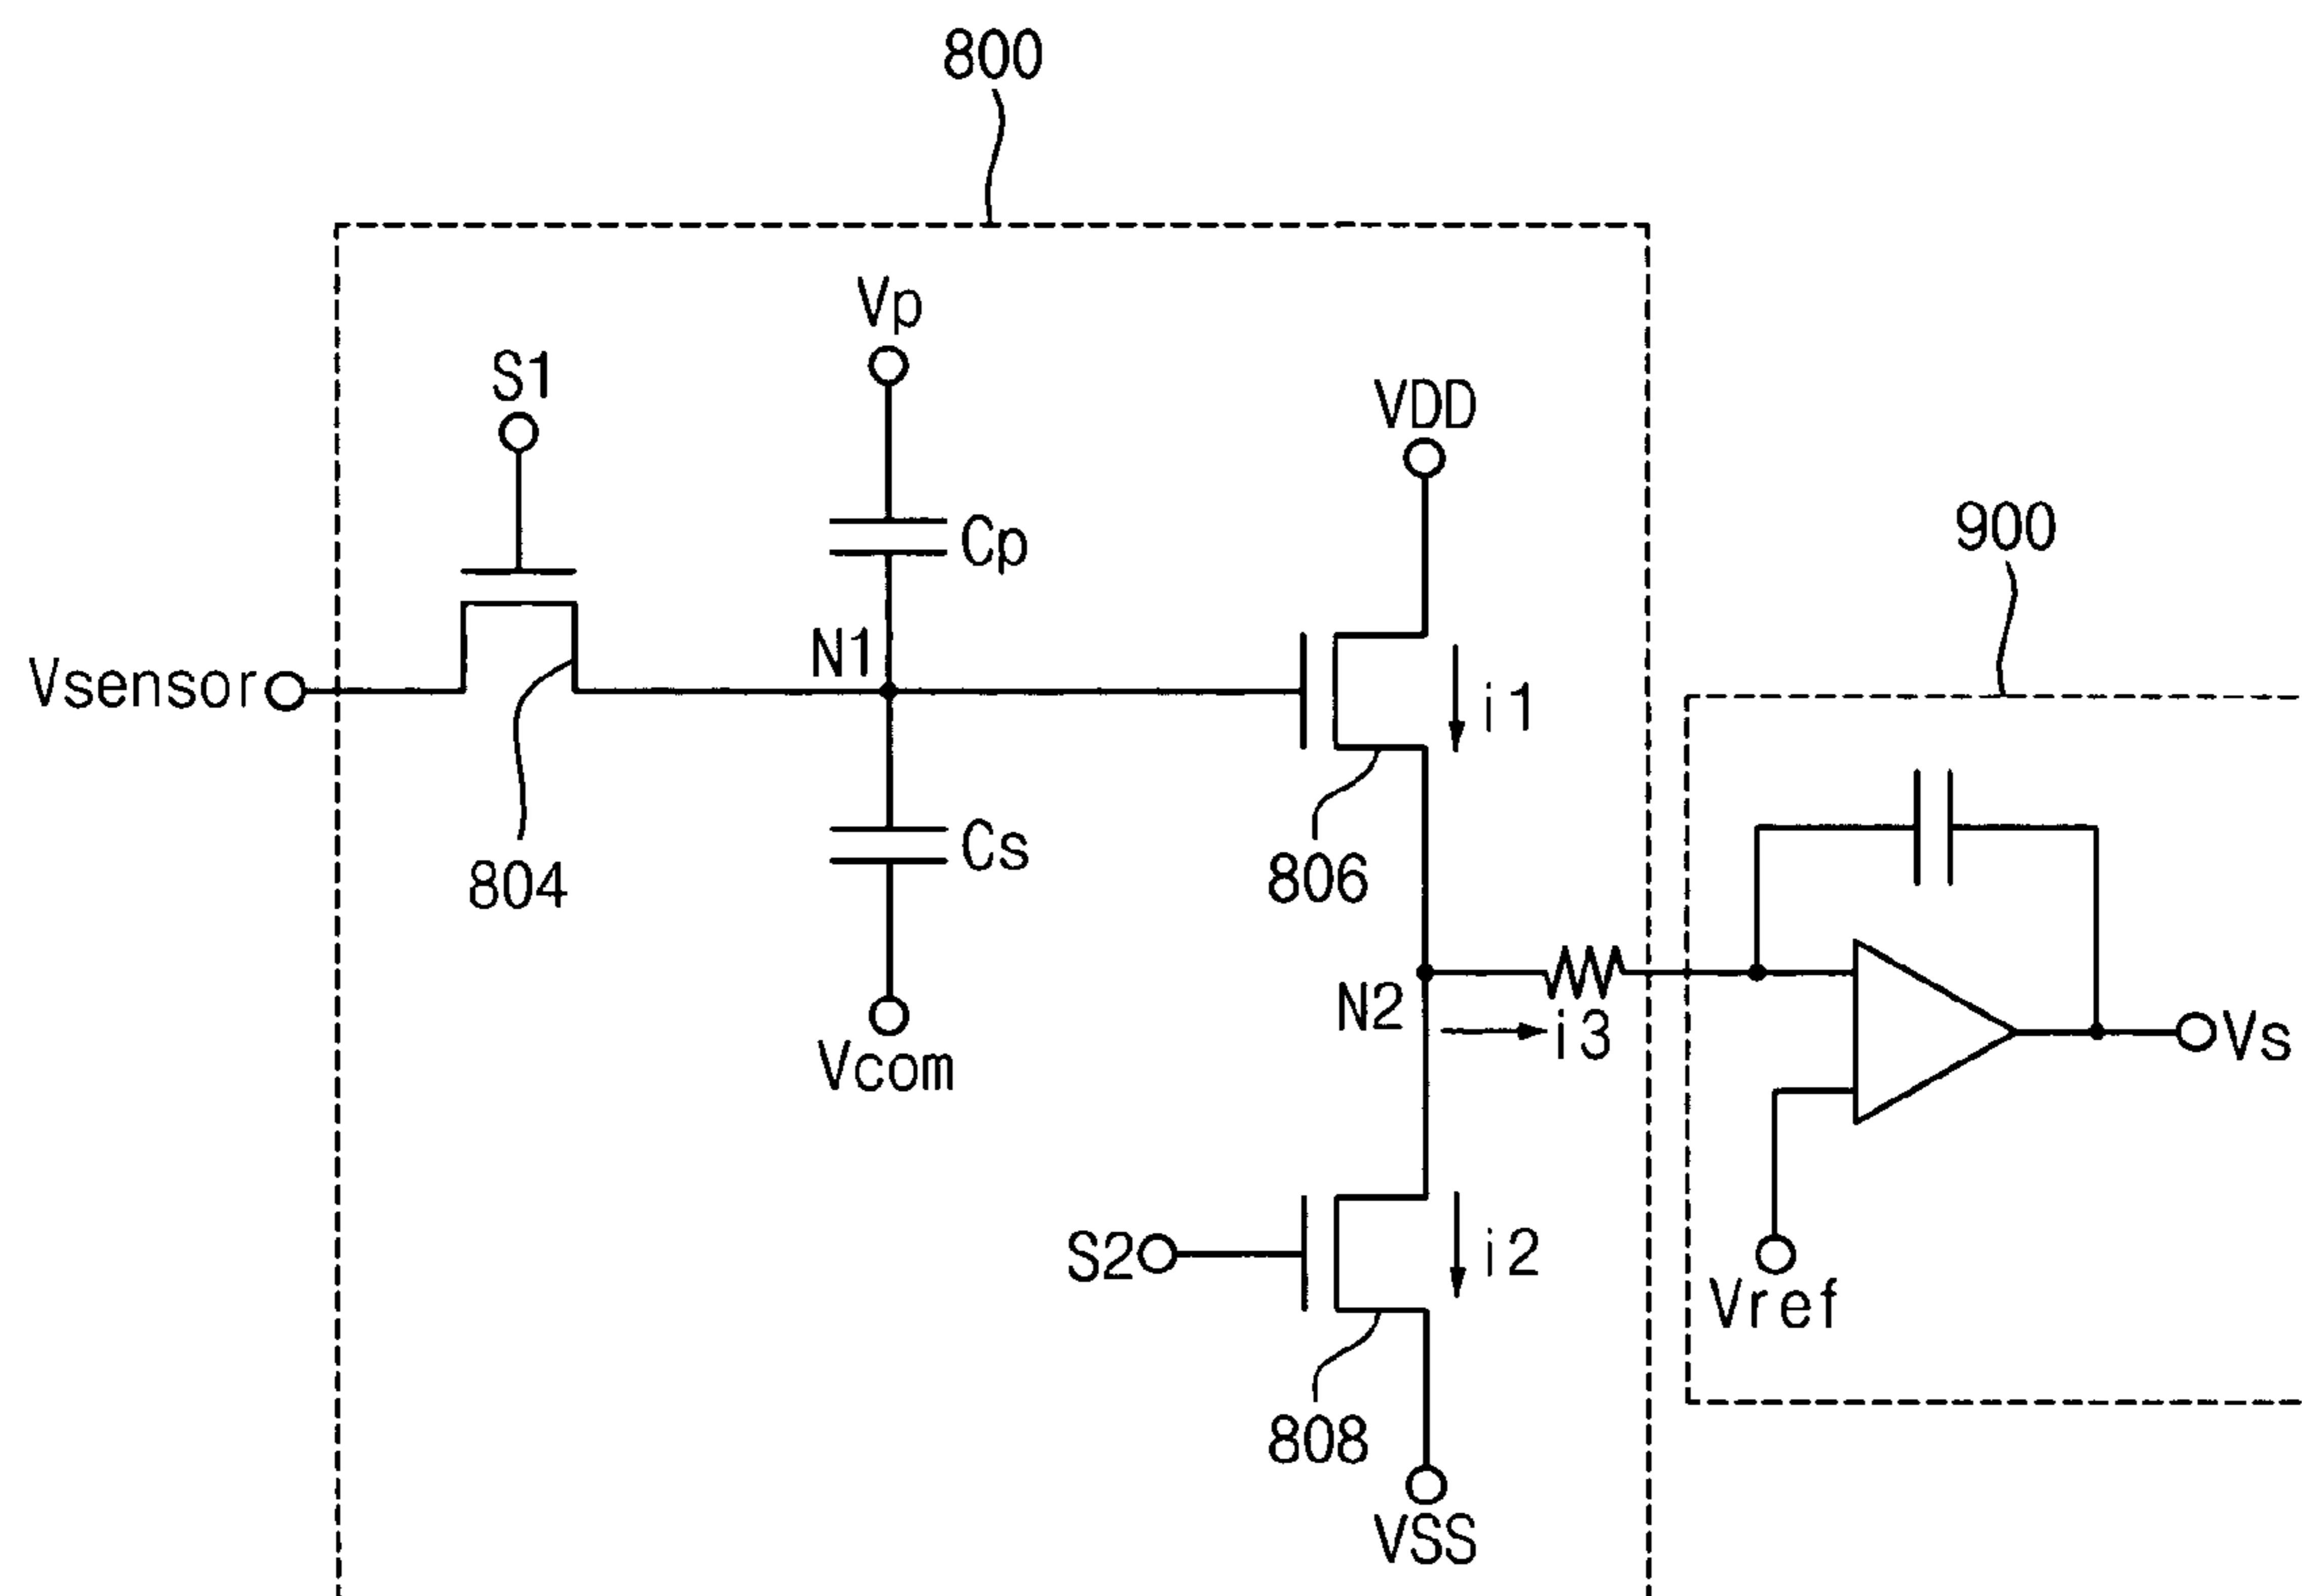 800
Vp
S1
VDD
Cp
900
N1
Vsensor
i1
Cs
806
804
N2
i3
Vs
Vcom
S2
i2
Vref
808
VSS